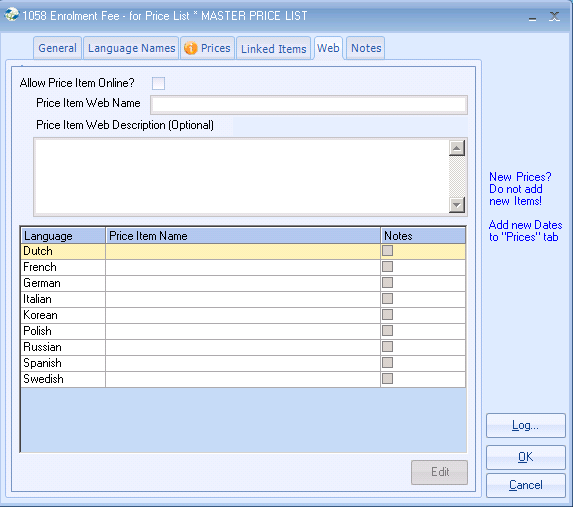 1058 Enrolment Fee - for Price List * MASTER PRICE LIST
General Language Names Prices Linked Items Web Notes
Allow Price Item Online?
Price Item Web Name
Price Item Web Description (Optional)
New Prices?
Do not add
new Items!
Add new Dates
to "Prices" tab
Language Price Item Name Notes
Dutch
French
German
Italian
Korean
Polish
Russian
Spanish
Swedish
Log...
OK
Edit
Cancel